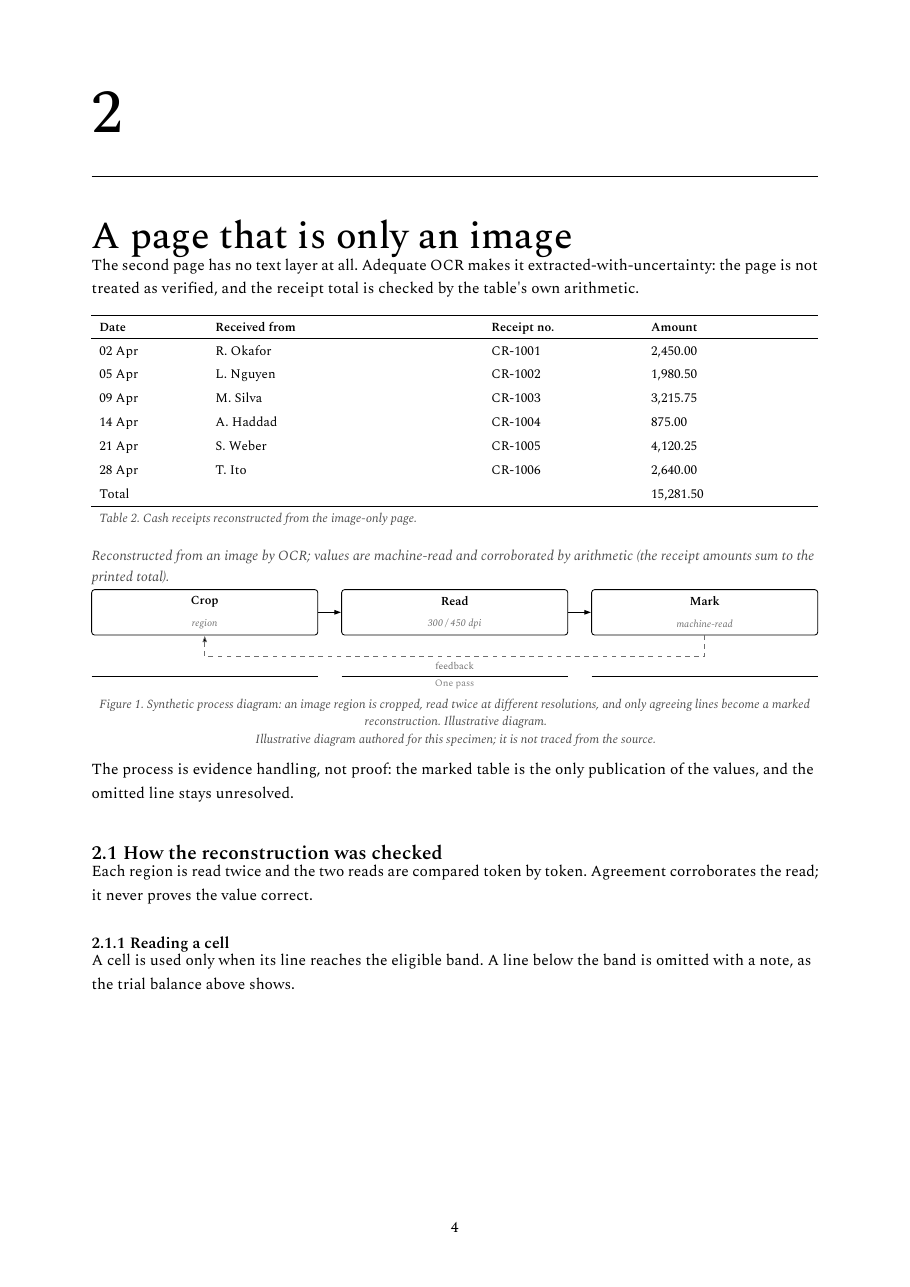 2
A page that is only an image
The second page has no text layer at all. Adequate OCR makes it extracted-with-uncertainty: the page is not
treated as verified, and the receipt total is checked by the table's own arithmetic.
Date Received from Receipt no. Amount
02 Apr R. Okafor CR-1001 2,450.00
05 Apr L. Nguyen CR-1002 1,980.50
09 Apr M. Silva CR-1003 3,215.75
14 Apr A. Haddad CR-1004 875.00
21 Apr S. Weber CR-1005 4,120.25
28 Apr T. Ito CR-1006 2,640.00
Total 15,281.50
Table 2. Cash receipts reconstructed from the image-only page.
Reconstructed from an image by OCR; values are machine-read and corroborated by arithmetic (the receipt amounts sum to the
printed total).
Crop Read Mark
region 300 / 450 dpi machine-read
feedback
One pass
Figure 1. Synthetic process diagram: an image region is cropped, read twice at different resolutions, and only agreeing lines become a marked
reconstruction. Illustrative diagram.
Illustrative diagram authored for this specimen; it is not traced from the source.
The process is evidence handling, not proof: the marked table is the only publication of the values, and the
omitted line stays unresolved.
2.1 How the reconstruction was checked
Each region is read twice and the two reads are compared token by token. Agreement corroborates the read;
it never proves the value correct.
2.1.1 Reading a cell
A cell is used only when its line reaches the eligible band. A line below the band is omitted with a note, as
the trial balance above shows.
4